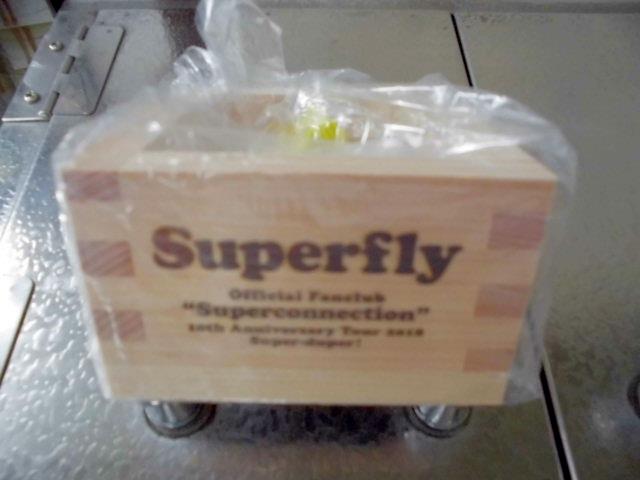 Superfly
Official Fanclub
"Superconnection"
10th Anniversary Tour 2018
Super-duper!